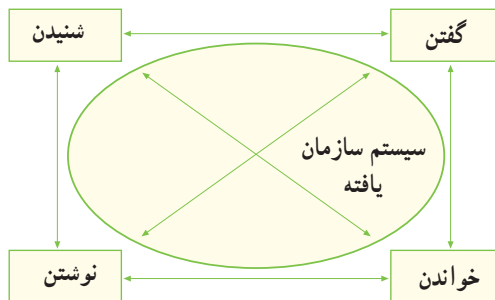 گفتن
شنیدن
سیستم سازمان
یافته
خواندن
نوشتن